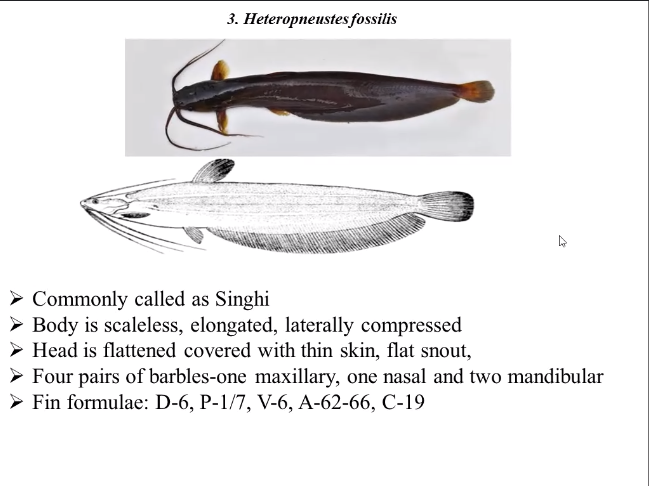 3. Heteropneustes fossilis
➢ Commonly called as Singhi
➢ Body is scaleless, elongated, laterally compressed
➢ Head is flattened covered with thin skin, flat snout,
➢ Four pairs of barbles-one maxillary, one nasal and two mandibular
➢ Fin formulae: D-6, P-1/7, V-6, A-62-66, C-19